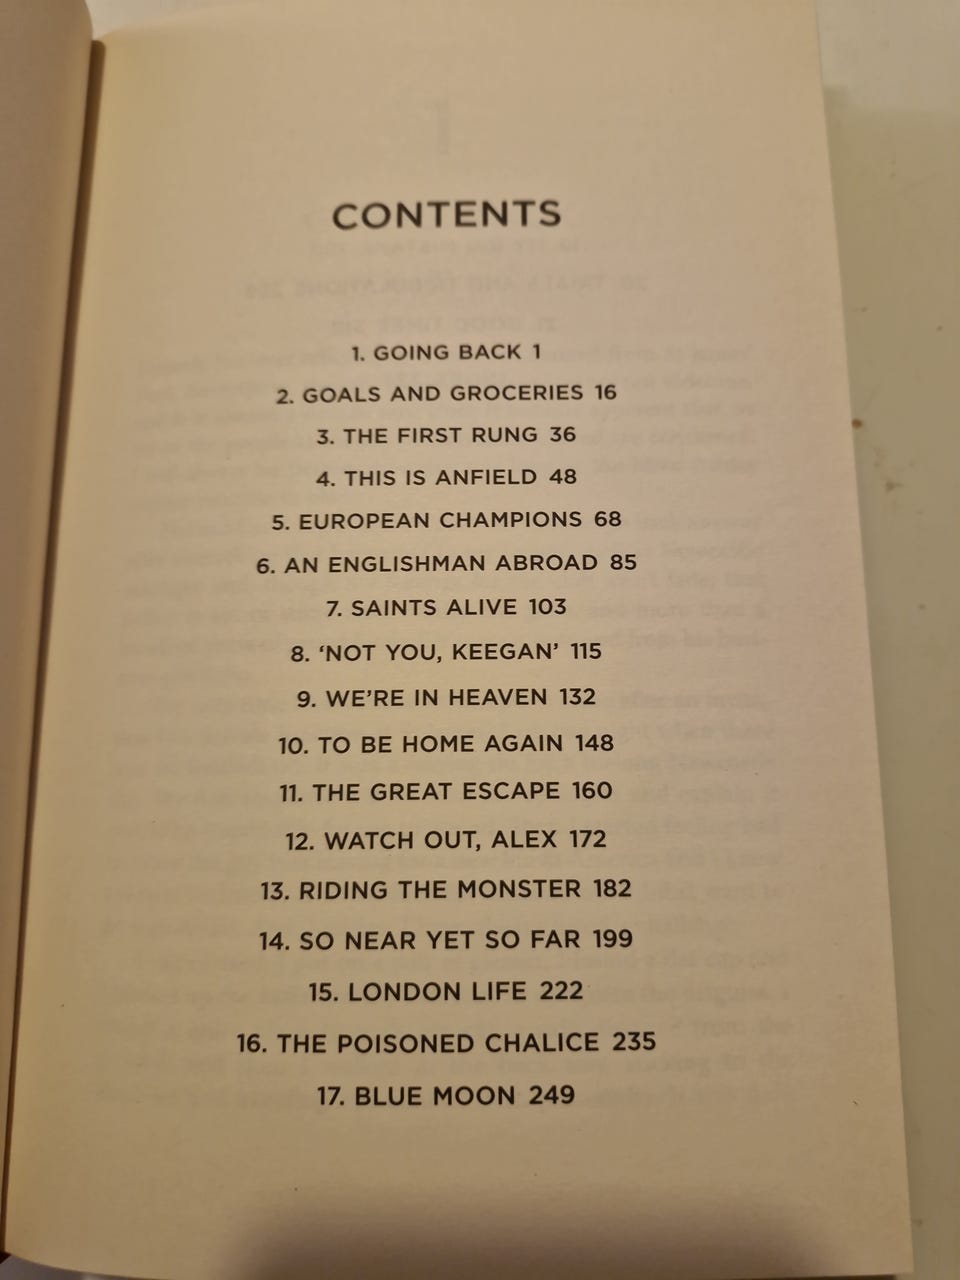 CONTENTS
1. GOING BACK 1
2. GOALS AND GROCERIES 16
3. THE FIRST RUNG 36
4. THIS IS ANFIELD 48
5. EUROPEAN CHAMPIONS 68
6. AN ENGLISHMAN ABROAD 85
7. SAINTS ALIVE 103
8. ‘NOT YOU, KEEGAN’ 115
9. WE’RE IN HEAVEN 132
10. TO BE HOME AGAIN 148
11. THE GREAT ESCAPE 160
12. WATCH OUT, ALEX 172
13. RIDING THE MONSTER 182
14. SO NEAR YET SO FAR 199
15. LONDON LIFE 222
16. THE POISONED CHALICE 235
17. BLUE MOON 249